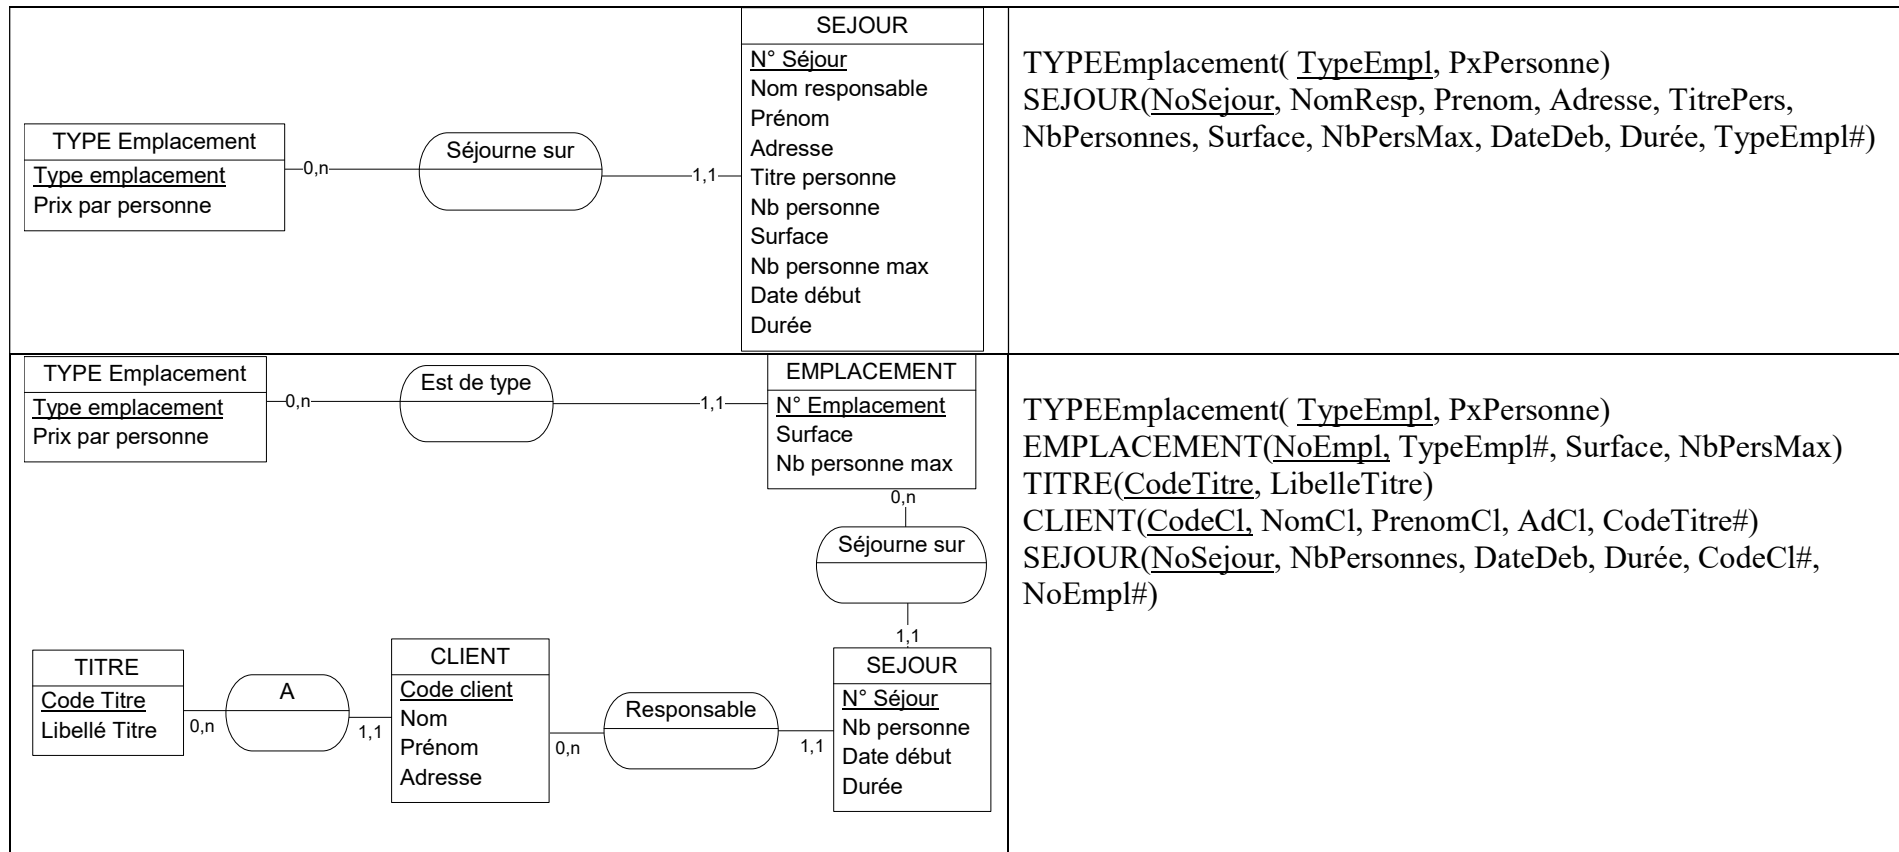 SEJOUR
N° Séjour
Nom responsable
Prénom
Adresse
Titre personne
Nb personne
Surface
Nb personne max
Date début
Durée
TYPE Emplacement
Type emplacement
Prix par personne
0,n
Séjourne sur
1,1
TYPEEmplacement( TypeEmpl, PxPersonne)
SEJOUR(NoSejour, NomResp, Prenom, Adresse, TitrePers,
NbPersonnes, Surface, NbPersMax, DateDeb, Durée, TypeEmpl#)
TYPE Emplacement
Type emplacement
Prix par personne
0,n
Est de type
1,1
EMPLACEMENT
N° Emplacement
Surface
Nb personne max
0,n
Séjourne sur
1,1
TITRE
Code Titre
Libellé Titre
0,n
A
1,1
CLIENT
Code client
Nom
Prénom
Adresse
0,n
Responsable
1,1
SEJOUR
N° Séjour
Nb personne
Date début
Durée
TYPEEmplacement( TypeEmpl, PxPersonne)
EMPLACEMENT(NoEmpl, TypeEmpl#, Surface, NbPersMax)
TITRE(CodeTitre, LibelleTitre)
CLIENT(CodeCl, NomCl, PrenomCl, AdCl, CodeTitre#)
SEJOUR(NoSejour, NbPersonnes, DateDeb, Durée, CodeCl#,
NoEmpl#)